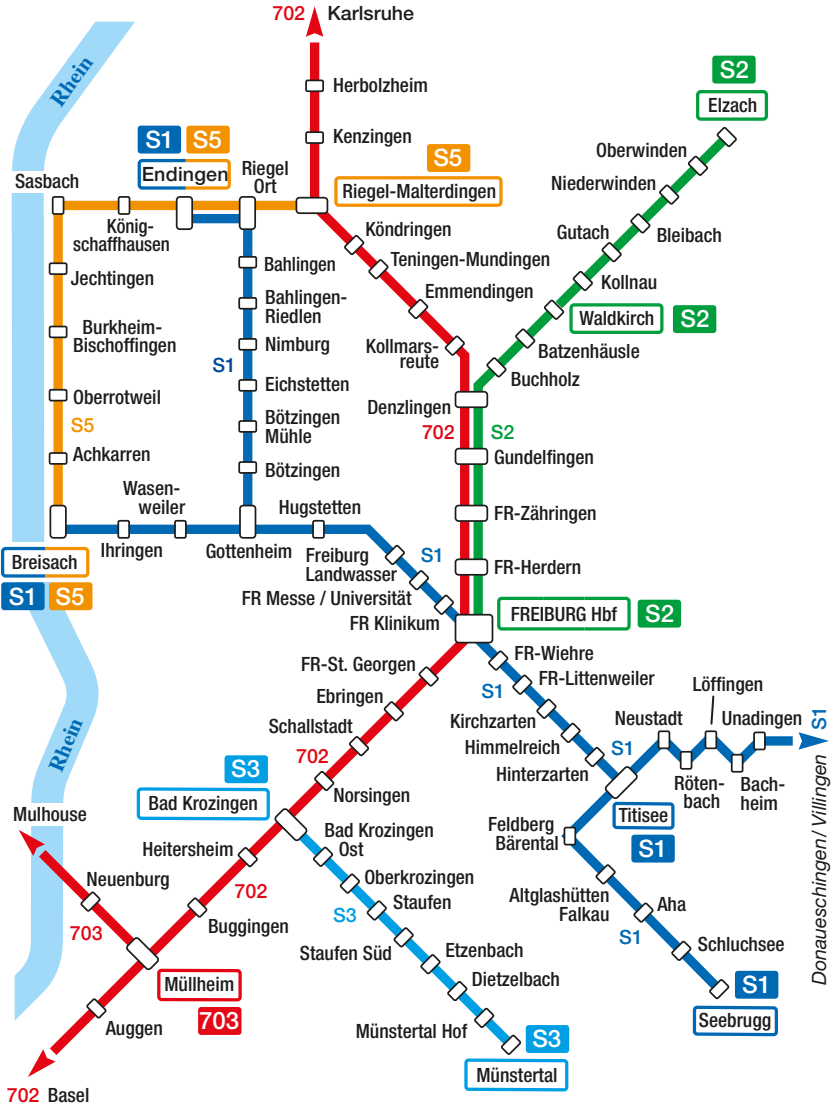 702 Karlsruhe
Rhein
Herbolzheim
Kenzingen
S2
Elzach
S1 S5
Endingen
Riegel
Ort
S5
Riegel-Malterdingen
Oberwinden
Niederwinden
Sasbach
König-
schaffhausen
Köndringen
Gutach
Bleibach
Teningen-Mundingen
Bahlingen
Jechtingen
Kollnau
Emmendingen
Bahlingen-
Riedlen
Waldkirch S2
Burkheim-
Bischoffingen
Nimburg
Kollmars-
reute
Batzenhäusle
S1
Buchholz
Eichstetten
Oberrotweil
Denzlingen
S5
Bötzingen
Mühle
702 S2
Achkarren
Gundelfingen
Bötzingen
Wasen-
weiler
Hugstetten
FR-Zähringen
Ihringen
Gottenheim
Freiburg
Landwasser
S1
Breisach
FR-Herdern
S1 S5
FR Messe / Universität
FR Klinikum
FREIBURG Hbf S2
FR-St. Georgen
FR-Wiehre
FR-Littenweiler
S1
Ebringen
Löffingen
Schallstadt
Kirchzarten
Neustadt
Unadingen
S1
Rhein
Himmelreich
S1
702
S3
Hinterzarten
Röten-
bach
Bach-
heim
Norsingen
Bad Krozingen
Mulhouse
Titisee
S1
Feldberg
Bärental
Bad Krozingen
Ost
Heitersheim
Neuenburg
Oberkrozingen
702
Altglashütten
Falkau
Aha
Staufen
S3
703
Buggingen
S1
Donaueschingen / Villingen
Staufen Süd
Etzenbach
Schluchsee
Dietzelbach
Müllheim
703
S1
Seebrugg
Auggen
Münstertal Hof
S3
Münstertal
702 Basel